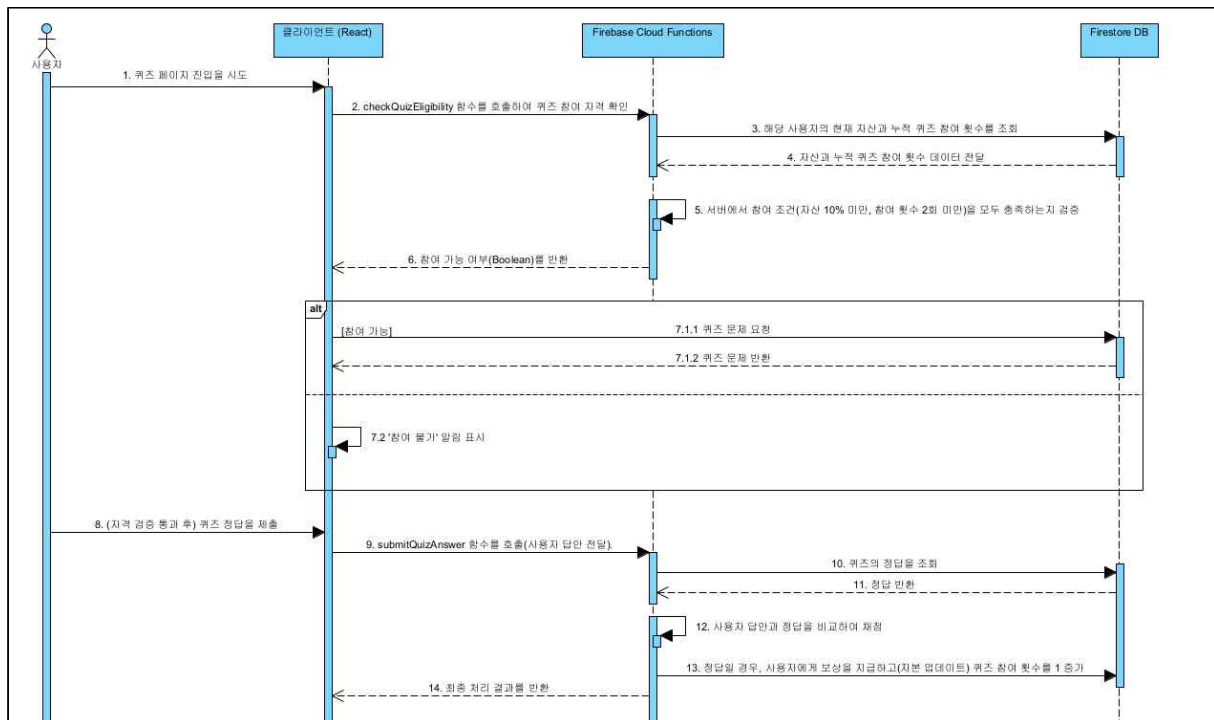 클라이언트 (React)
Firebase Cloud Functions
Firestore DB
사용자
1. 퀴즈 페이지 진입을 시도
2. checkQuizEligibility 함수를 호출하여 퀴즈 참여 자격 확인
3. 해당 사용자의 현재 자산과 누적 퀴즈 참여 횟수를 조회
4. 자산과 누적 퀴즈 참여 횟수 데이터 전달
5. 서버에서 참여 조건(자산 10% 미만, 참여 횟수 2회 미만)을 모두 충족하는지 검증
6. 참여 가능 여부(Boolean)를 반환
alt
[참여 가능]
7.1.1 퀴즈 문제 요청
7.1.2 퀴즈 문제 반환
7.2 '참여 불가' 알림 표시
8. (자격 검증 통과 후) 퀴즈 정답을 제출
9. submitQuizAnswer 함수를 호출(사용자 답안 전달).
10. 퀴즈의 정답을 조회
11. 정답 반환
12. 사용자 답안과 정답을 비교하여 채점
13. 정답일 경우, 사용자에게 보상을 지급하고(자본 업데이트) 퀴즈 참여 횟수를 1 증가
14. 최종 처리 결과를 반환